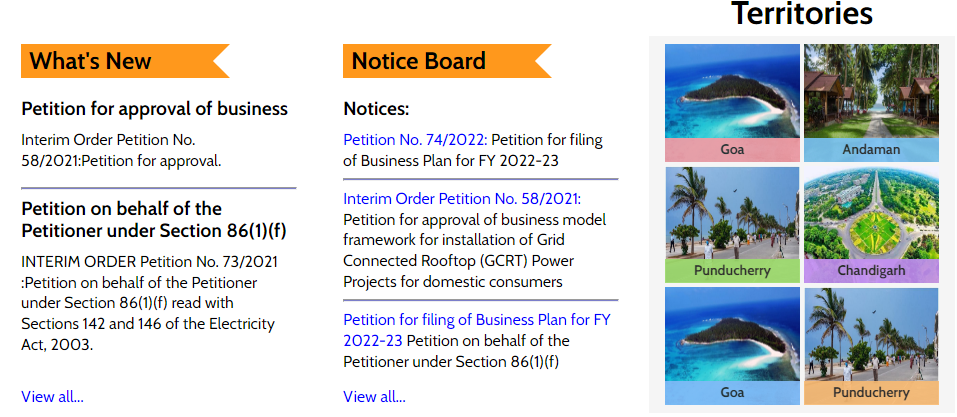 Territories
What's New
Petition for approval of business
Interim Order Petition No.
58/2021:Petition for approval.
Petition on behalf of the
Petitioner under Section 86(1)(f)
INTERIM ORDER Petition No. 73/2021
:Petition on behalf of the Petitioner
under Section 86(1)(f) read with
Sections 142 and 146 of the Electricity
Act, 2003.
View all...
Notice Board
Notices:
Petition No. 74/2022: Petition for filing
of Business Plan for FY 2022-23
Interim Order Petition No. 58/2021:
Petition for approval of business model
framework for installation of Grid
Connected Rooftop (GCRT) Power
Projects for domestic consumers
Petition for filing of Business Plan for FY
2022-23 Petition on behalf of the
Petitioner under Section 86(1)(f)
View all...
Goa
Andaman
Punducherry
Chandigarh
Goa
Punducherry